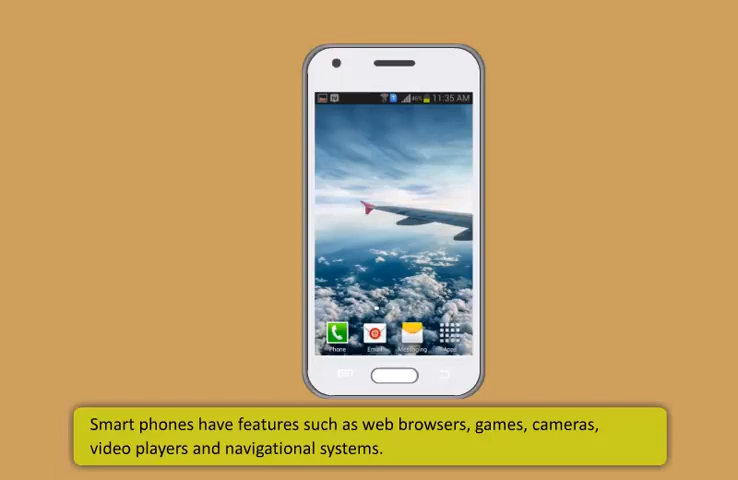 46% 11:35 AM
Phone Email Messaging Apps
Smart phones have features such as web browsers, games, cameras,
video players and navigational systems.